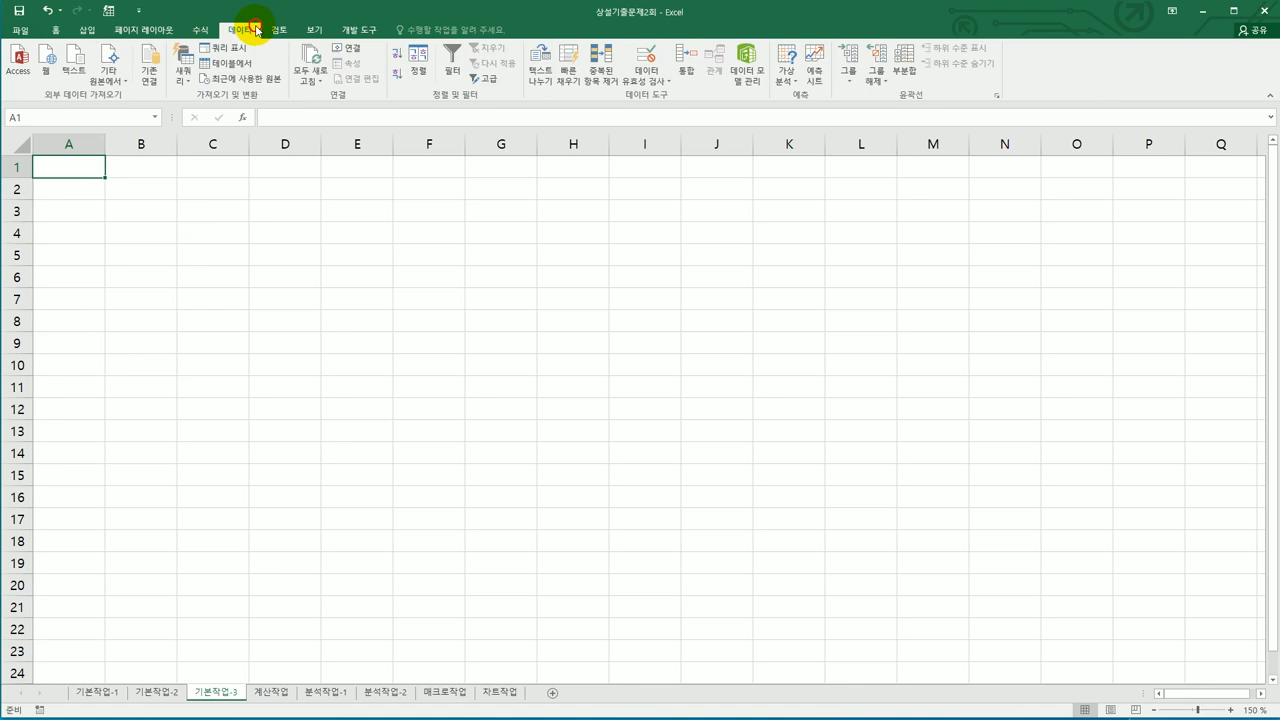 상설기출문제2회 - Excel
파일 홈 삽입 페이지 레이아웃 수식 데이터 검토 보기 개발 도구 수행할 작업을 알려 주세요. 공유
Access
웹
텍스트
기타 원본에서
기존 연결
외부 데이터 가져오기
새쿼리
쿼리 표시
테이블에서
최근에 사용한 원본
가져오기 및 변환
모두 새로 고침
연결
속성
연결 편집
연결
정렬
필터
지우기
다시 적용
고급
정렬 및 필터
텍스트 나누기
빠른 채우기
중복된 항목 제거
데이터 유효성 검사
통합
관계
데이터 모델 관리
데이터 도구
가상 분석
예측 시트
예측
그룹
그룹 해제
부분합
하위 수준 표시
하위 수준 숨기기
윤곽선
A1 fx
A B C D E F G H I J K L M N O P Q
1
2
3
4
5
6
7
8
9
10
11
12
13
14
15
16
17
18
19
20
21
22
23
24
기본작업-1 기본작업-2 기본작업-3 계산작업 분석작업-1 분석작업-2 매크로작업 차트작업
준비 150 %